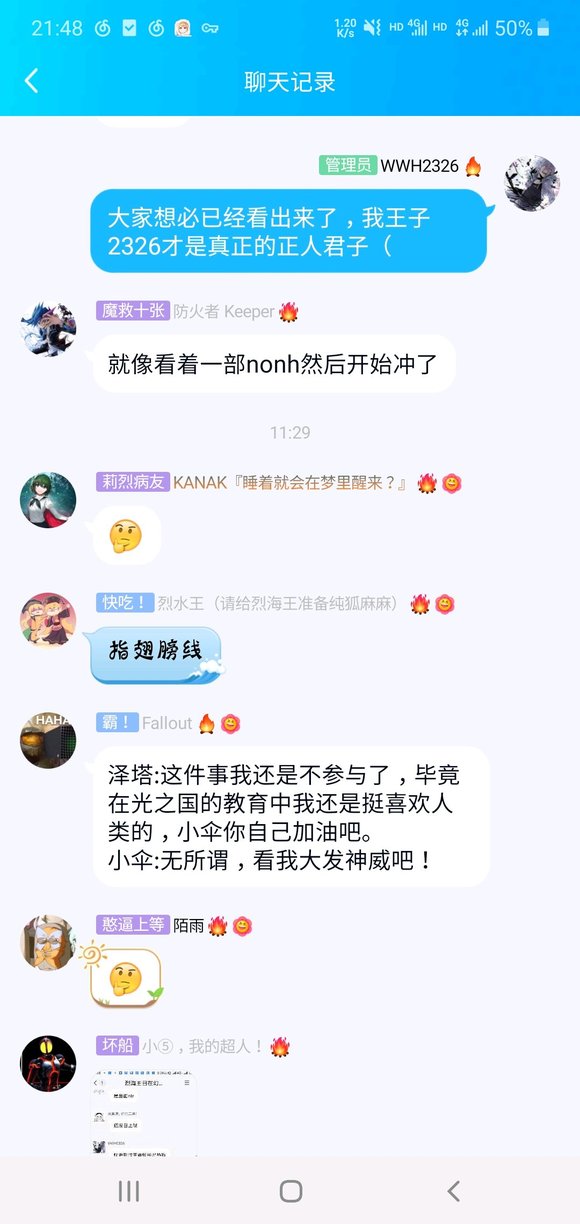 21:48
1.20
K/s
HD
4G
HD
4G
50%
聊天记录
管理员 WWH2326
大家想必已经看出来了，我王子
2326才是真正的正人君子（
魔救十张 防火者 Keeper
就像看着一部nonh然后开始冲了
11:29
莉烈病友 KANAK『睡着就会在梦里醒来？』
快吃！ 烈水王（请给烈海王准备纯狐麻麻）
指翅膀线
HAHA
霸！ Fallout
泽塔:这件事我还是不参与了，毕竟
在光之国的教育中我还是挺喜欢人
类的，小伞你自己加油吧。
小伞:无所谓，看我大发神威吧！
憨逼上等 陌雨
坏船 小⑤，我的超人！